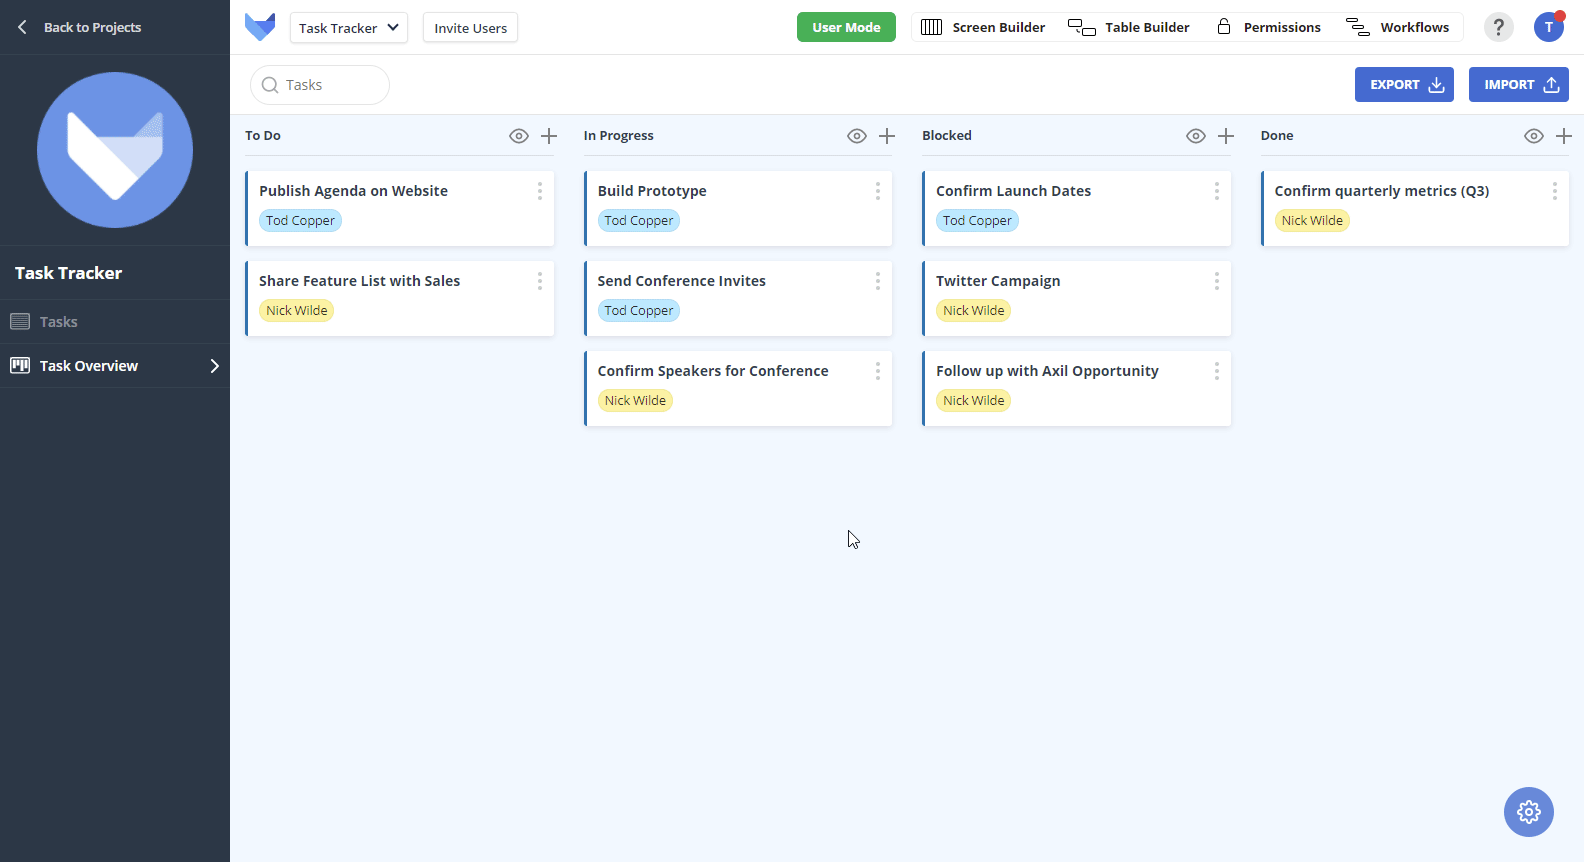 Back to Projects
Task Tracker
Invite Users
User Mode
Screen Builder
Table Builder
Permissions
Workflows
?
T
Tasks
EXPORT
IMPORT
Task Tracker
Tasks
Task Overview
To Do
Publish Agenda on Website
Tod Copper
Share Feature List with Sales
Nick Wilde
In Progress
Build Prototype
Tod Copper
Send Conference Invites
Tod Copper
Confirm Speakers for Conference
Nick Wilde
Blocked
Confirm Launch Dates
Tod Copper
Twitter Campaign
Nick Wilde
Follow up with Axil Opportunity
Nick Wilde
Done
Confirm quarterly metrics (Q3)
Nick Wilde